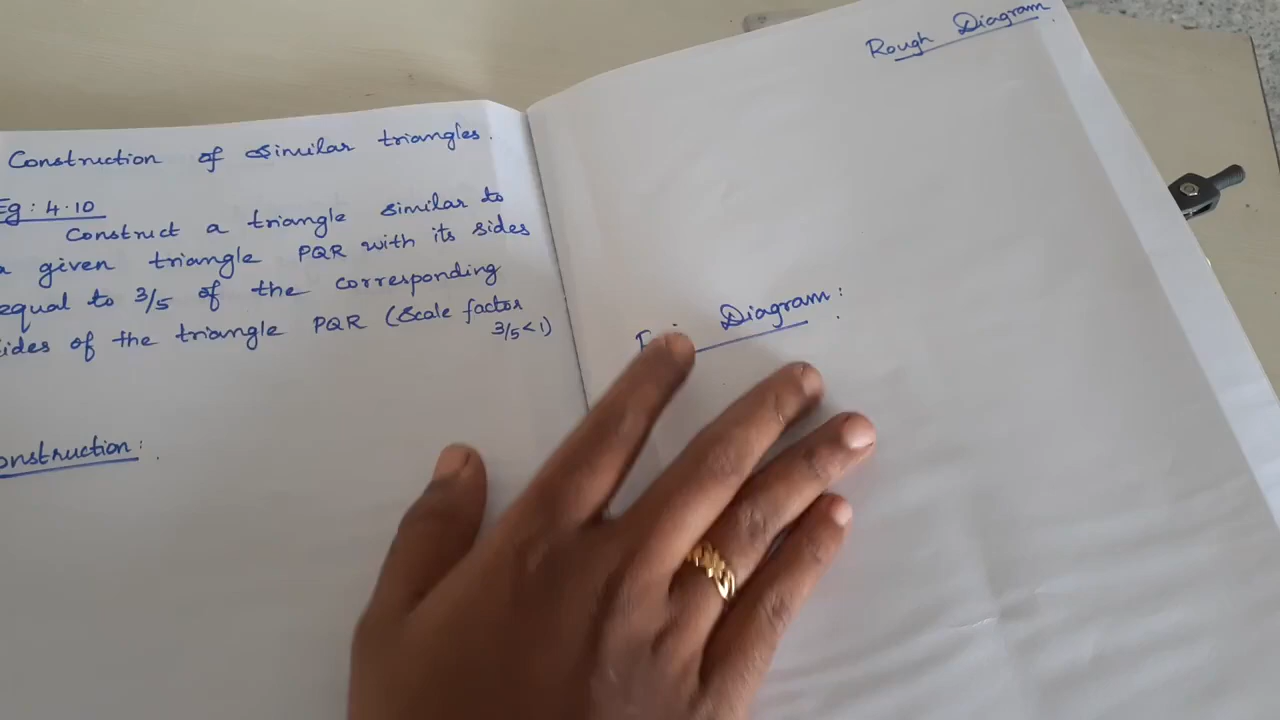 Construction of similar triangles.
Eg: 4.10
Construct a triangle similar to
a given triangle PQR with its sides
equal to 3/5 of the corresponding
sides of the triangle PQR (Scale factor
3/5 < 1)
onstruction:
Rough Diagram.
Diagram: